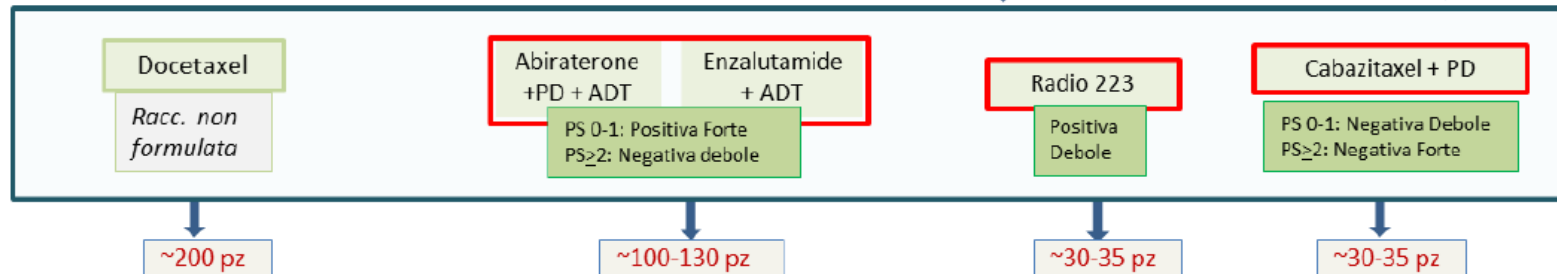 Docetaxel
Racc. non
formulata
Abiraterone
+PD + ADT
Enzalutamide
+ ADT
PS 0-1: Positiva Forte
PS≥2: Negativa debole
Radio 223
Positiva
Debole
Cabazitaxel + PD
PS 0-1: Negativa Debole
PS≥2: Negativa Forte
~200 pz
~100-130 pz
~30-35 pz
~30-35 pz